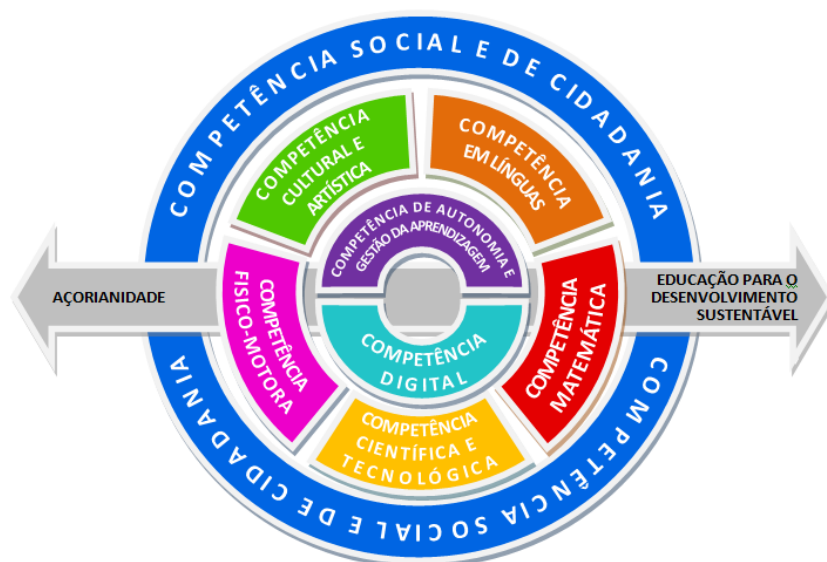 COMPETÊNCIA SOCIAL E DE CIDADANIA
COMPETÊNCIA
CULTURAL E
ARTÍSTICA
COMPETÊNCIA
EM LÍNGUAS
COMPETÊNCIA DE AUTONOMIA E
GESTÃO DA APRENDIZAGEM
AÇORIANIDADE
COMPETÊNCIA
FISICO-MOTORA
COMPETÊNCIA
MATEMÁTICA
EDUCAÇÃO PARA O
DESENVOLVIMENTO
SUSTENTÁVEL
COMPETÊNCIA
DIGITAL
COMPETÊNCIA
CIENTÍFICA E
TECNOLÓGICA
COMPETÊNCIA SOCIAL E DE CIDADANIA